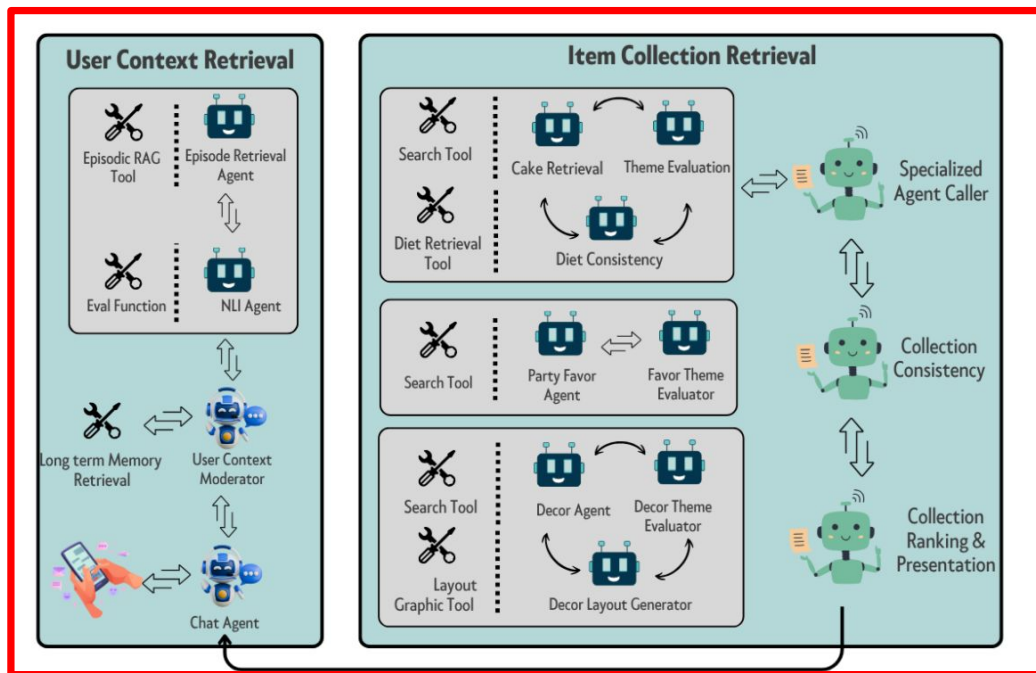 User Context Retrieval
Episodic RAG
Tool
Episode Retrieval
Agent
Eval Function
NLI Agent
Long term Memory
Retrieval
User Context
Moderator
Chat Agent
Item Collection Retrieval
Search Tool
Cake Retrieval
Theme Evaluation
Diet Retrieval
Tool
Diet Consistency
Search Tool
Party Favor
Agent
Favor Theme
Evaluator
Search Tool
Decor Agent
Decor Theme
Evaluator
Layout
Graphic Tool
Decor Layout Generator
Specialized
Agent Caller
Collection
Consistency
Collection
Ranking &
Presentation